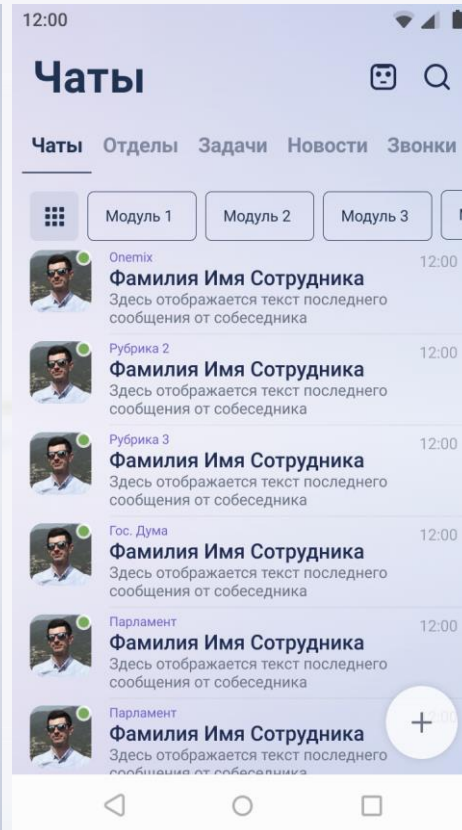 12:00
Чаты
Чаты Отделы Задачи Новости Звонки
Модуль 1 Модуль 2 Модуль 3
Onemix 12:00
Фамилия Имя Сотрудника
Здесь отображается текст последнего
сообщения от собеседника
Рубрика 2 12:00
Фамилия Имя Сотрудника
Здесь отображается текст последнего
сообщения от собеседника
Рубрика 3 12:00
Фамилия Имя Сотрудника
Здесь отображается текст последнего
сообщения от собеседника
Гос. Дума 12:00
Фамилия Имя Сотрудника
Здесь отображается текст последнего
сообщения от собеседника
Парламент 12:00
Фамилия Имя Сотрудника
Здесь отображается текст последнего
сообщения от собеседника
Парламент
Фамилия Имя Сотрудника
Здесь отображается текст последнего
сообщения от собеседника